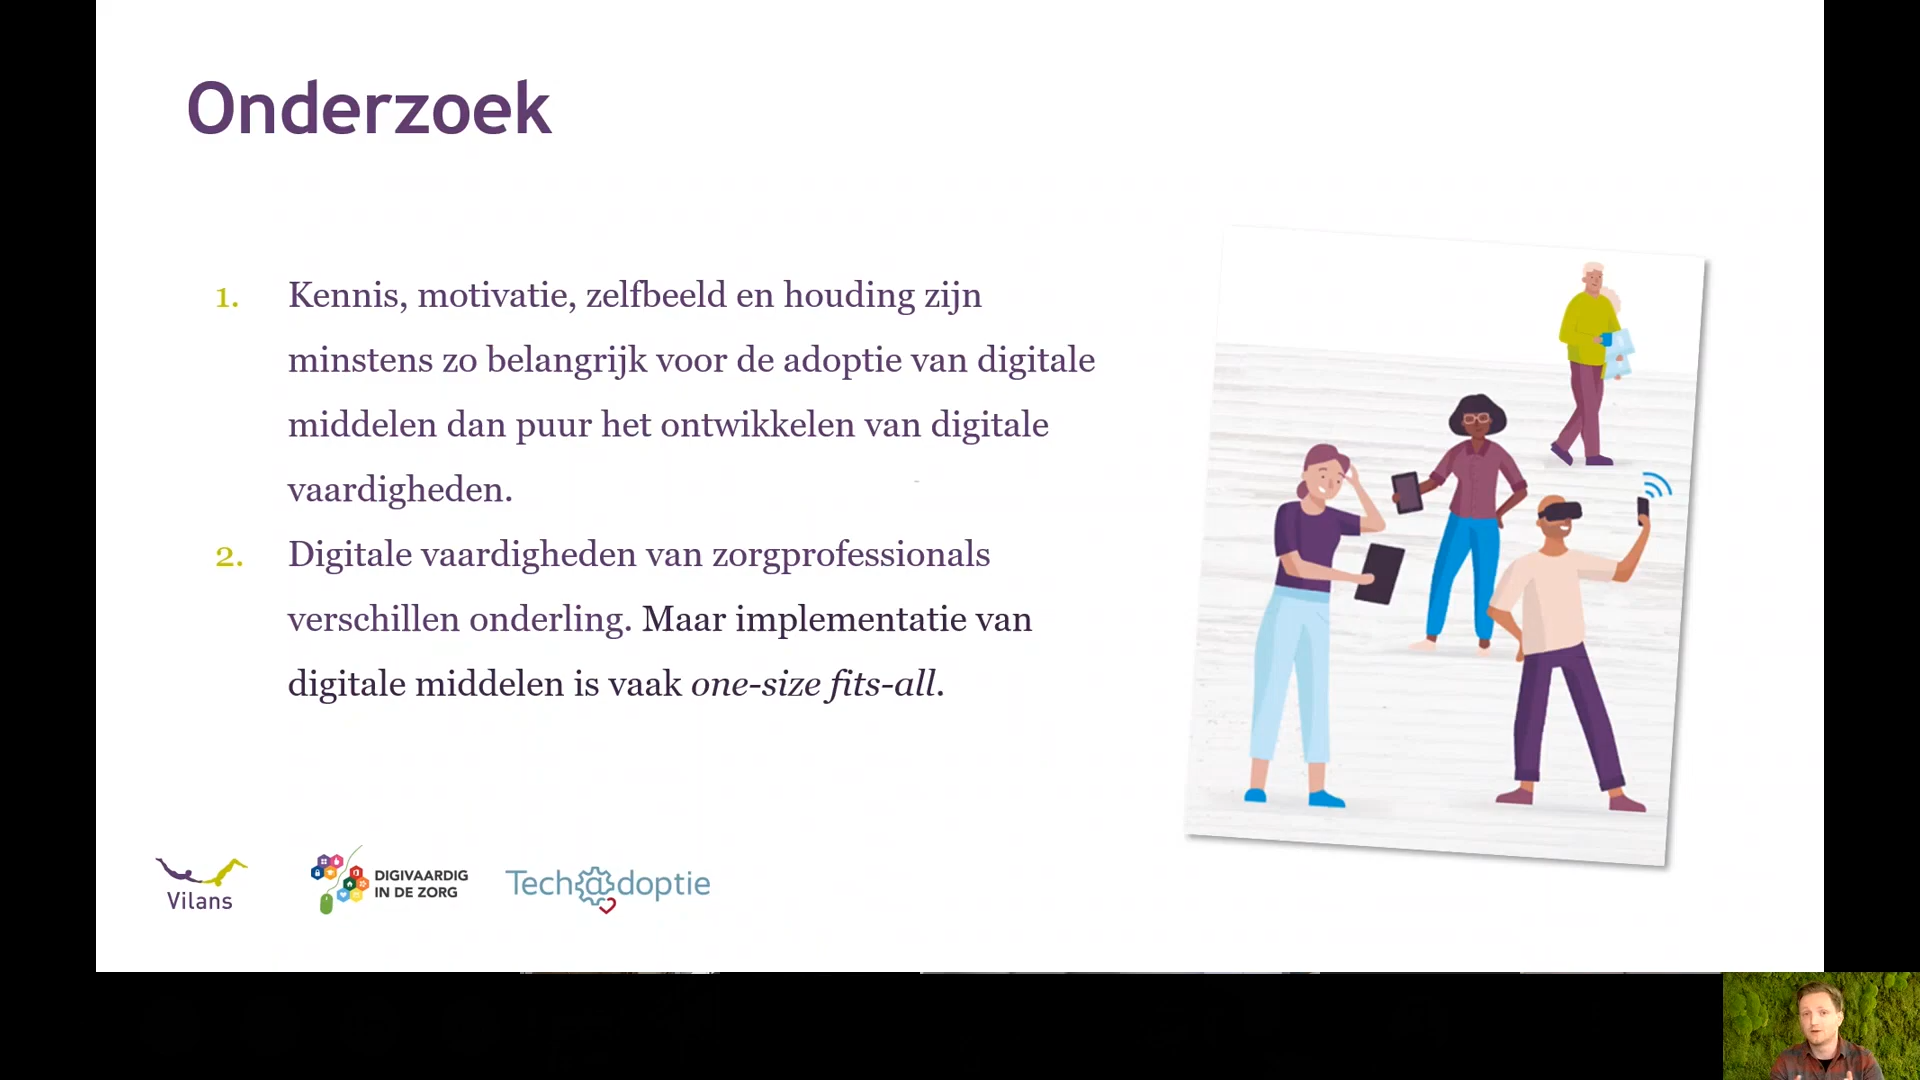 Onderzoek
1. Kennis, motivatie, zelfbeeld en houding zijn
minstens zo belangrijk voor de adoptie van digitale
middelen dan puur het ontwikkelen van digitale
vaardigheden.
2. Digitale vaardigheden van zorgprofessionals
verschillen onderling. Maar implementatie van
digitale middelen is vaak one-size fits-all.
Vilans
DIGIVAARDIG
IN DE ZORG
Tech@doptie